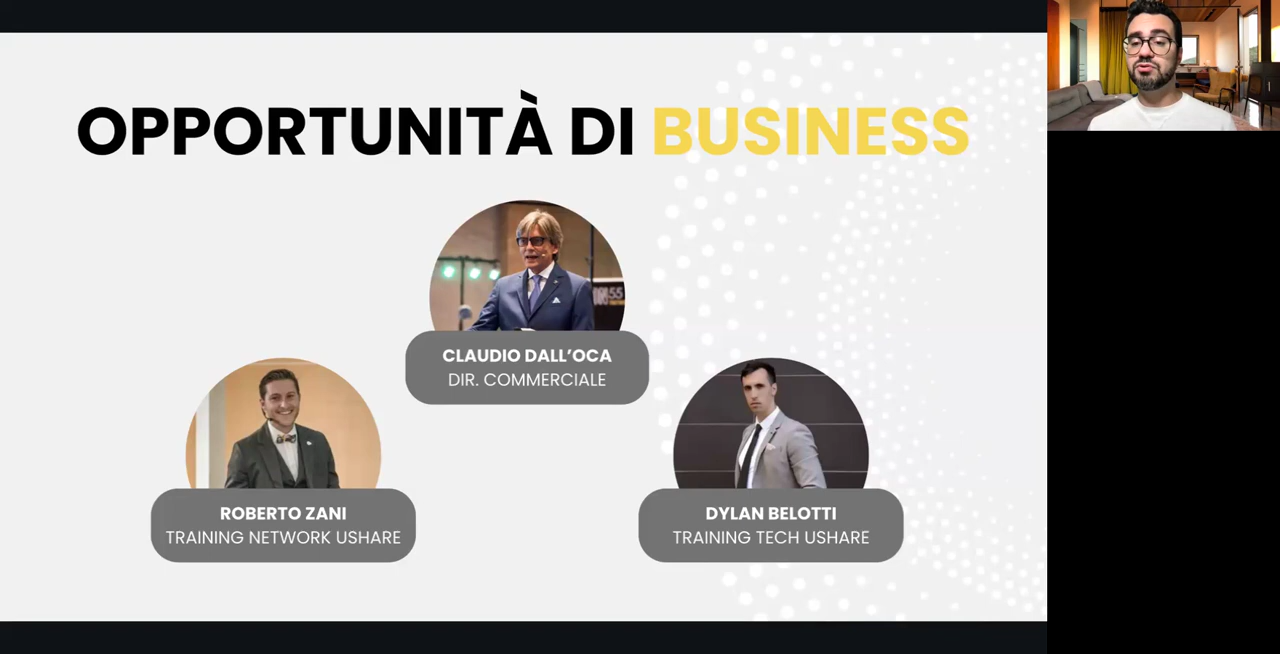 OPPORTUNITÀ DI BUSINESS
CLAUDIO DALL’OCA
DIR. COMMERCIALE
ROBERTO ZANI
TRAINING NETWORK USHARE
DYLAN BELOTTI
TRAINING TECH USHARE